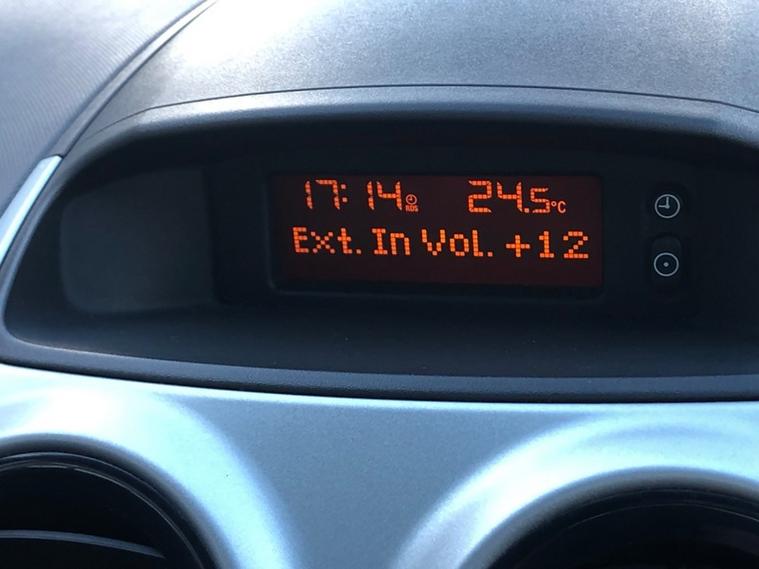 17:14 RDS 24.5°C
Ext. In Vol. +12